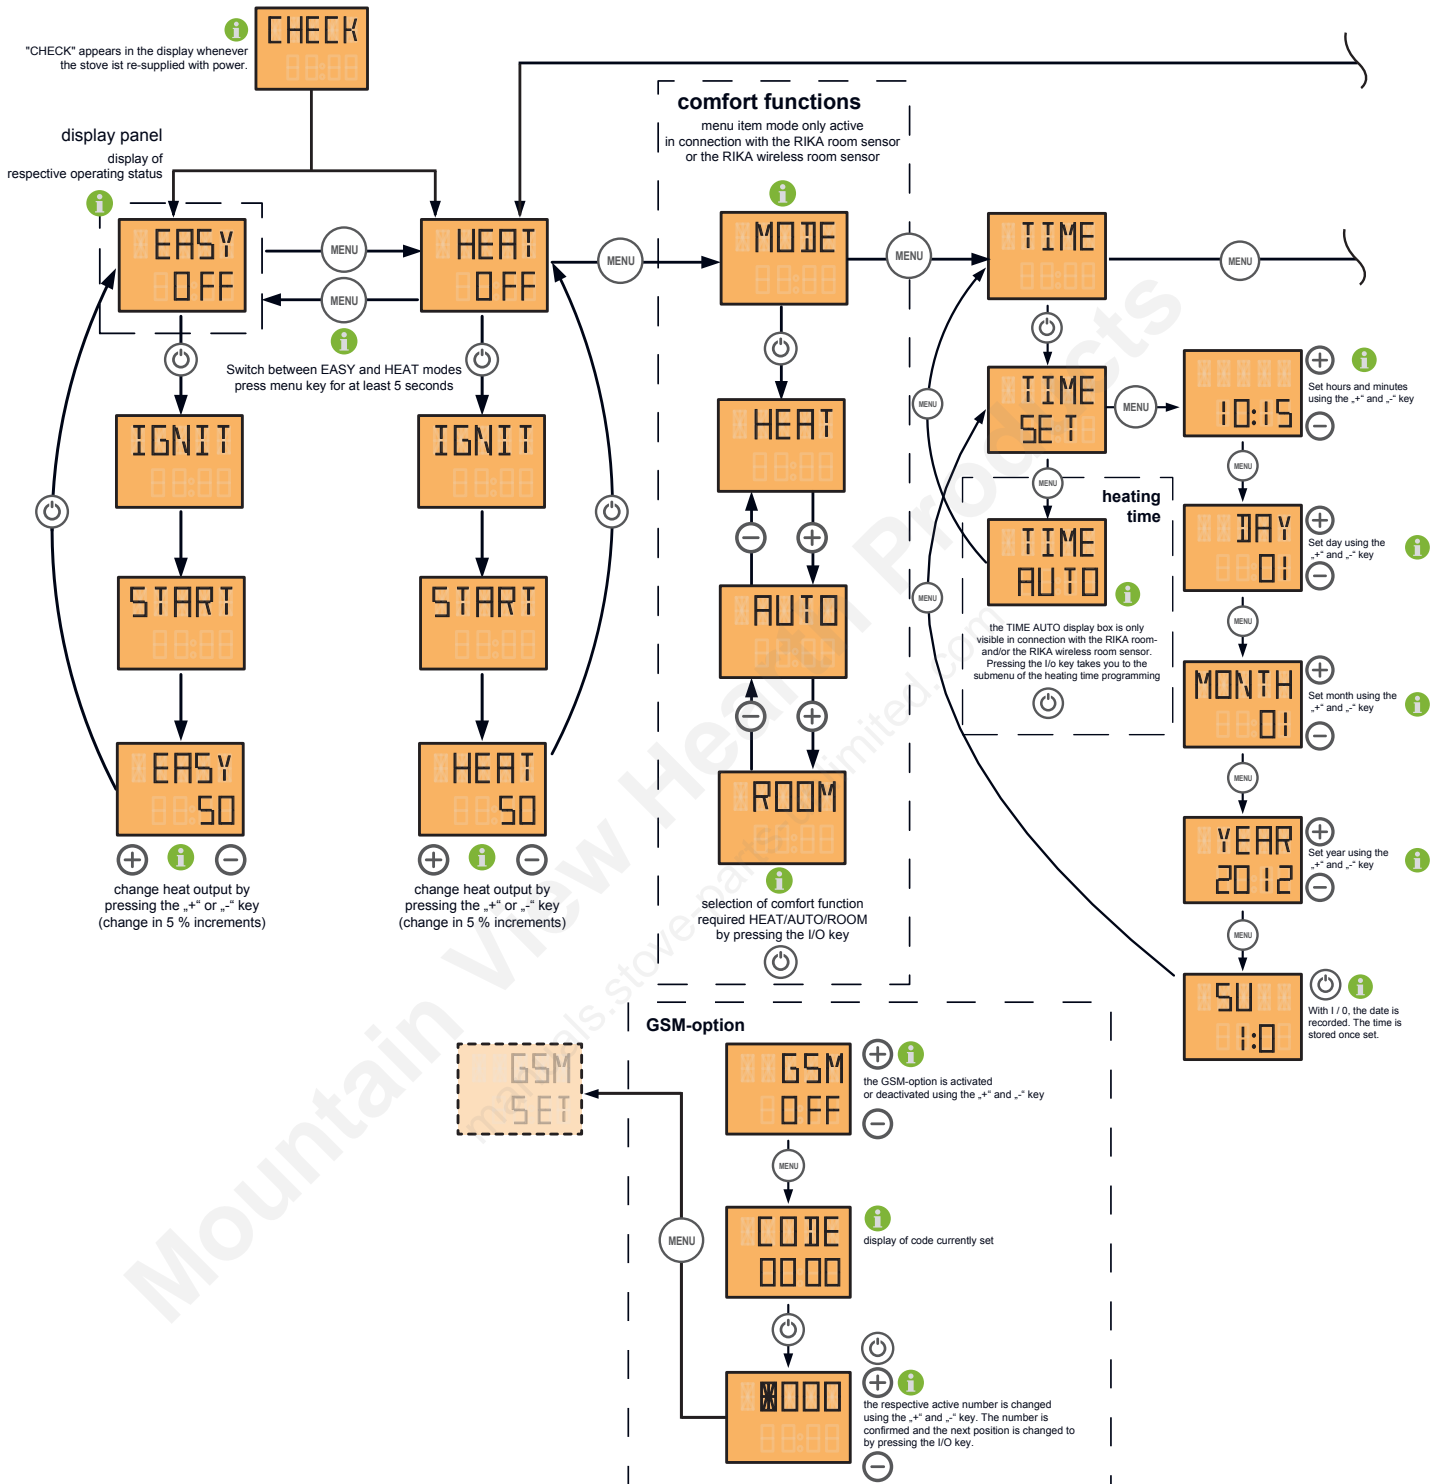 CHECK
"CHECK" appears in the display whenever
the stove ist re-supplied with power.
display panel
display of
respective operating status
EASY
OFF
MENU
MENU
HEAT
OFF
Switch between EASY and HEAT modes
press menu key for at least 5 seconds
IGNIT
START
EASY
50
change heat output by
pressing the „+“ or „-“ key
(change in 5 % increments)
IGNIT
START
HEAT
50
change heat output by
pressing the „+“ or „-“ key
(change in 5 % increments)
MENU
comfort functions
menu item mode only active
in connection with the RIKA room sensor
or the RIKA wireless room sensor
MODE
HEAT
AUTO
ROOM
selection of comfort function
required HEAT/AUTO/ROOM
by pressing the I/O key
MENU
TIME
MENU
TIME
SET
MENU
MENU
MENU
MENU
heating
time
TIME
AUTO
the TIME AUTO display box is only
visible in connection with the RIKA room-
and/or the RIKA wireless room sensor.
Pressing the I/o key takes you to the
submenu of the heating time programming
10:15
Set hours and minutes
using the „+“ and „-“ key
MENU
DAY
01
Set day using the
„+“ and „-“ key
MENU
MONTH
01
Set month using the
„+“ and „-“ key
MENU
YEAR
2012
Set year using the
„+“ and „-“ key
MENU
SU
1:0
With I / 0, the date is
recorded. The time is
stored once set.
GSM-option
GSM
SET
GSM
OFF
the GSM-option is activated
or deactivated using the „+“ and „-“ key
MENU
CODE
0000
display of code currently set
MENU
000
the respective active number is changed
using the „+“ and „-“ key. The number is
confirmed and the next position is changed to
by pressing the I/O key.
Mountain View Hearth Products